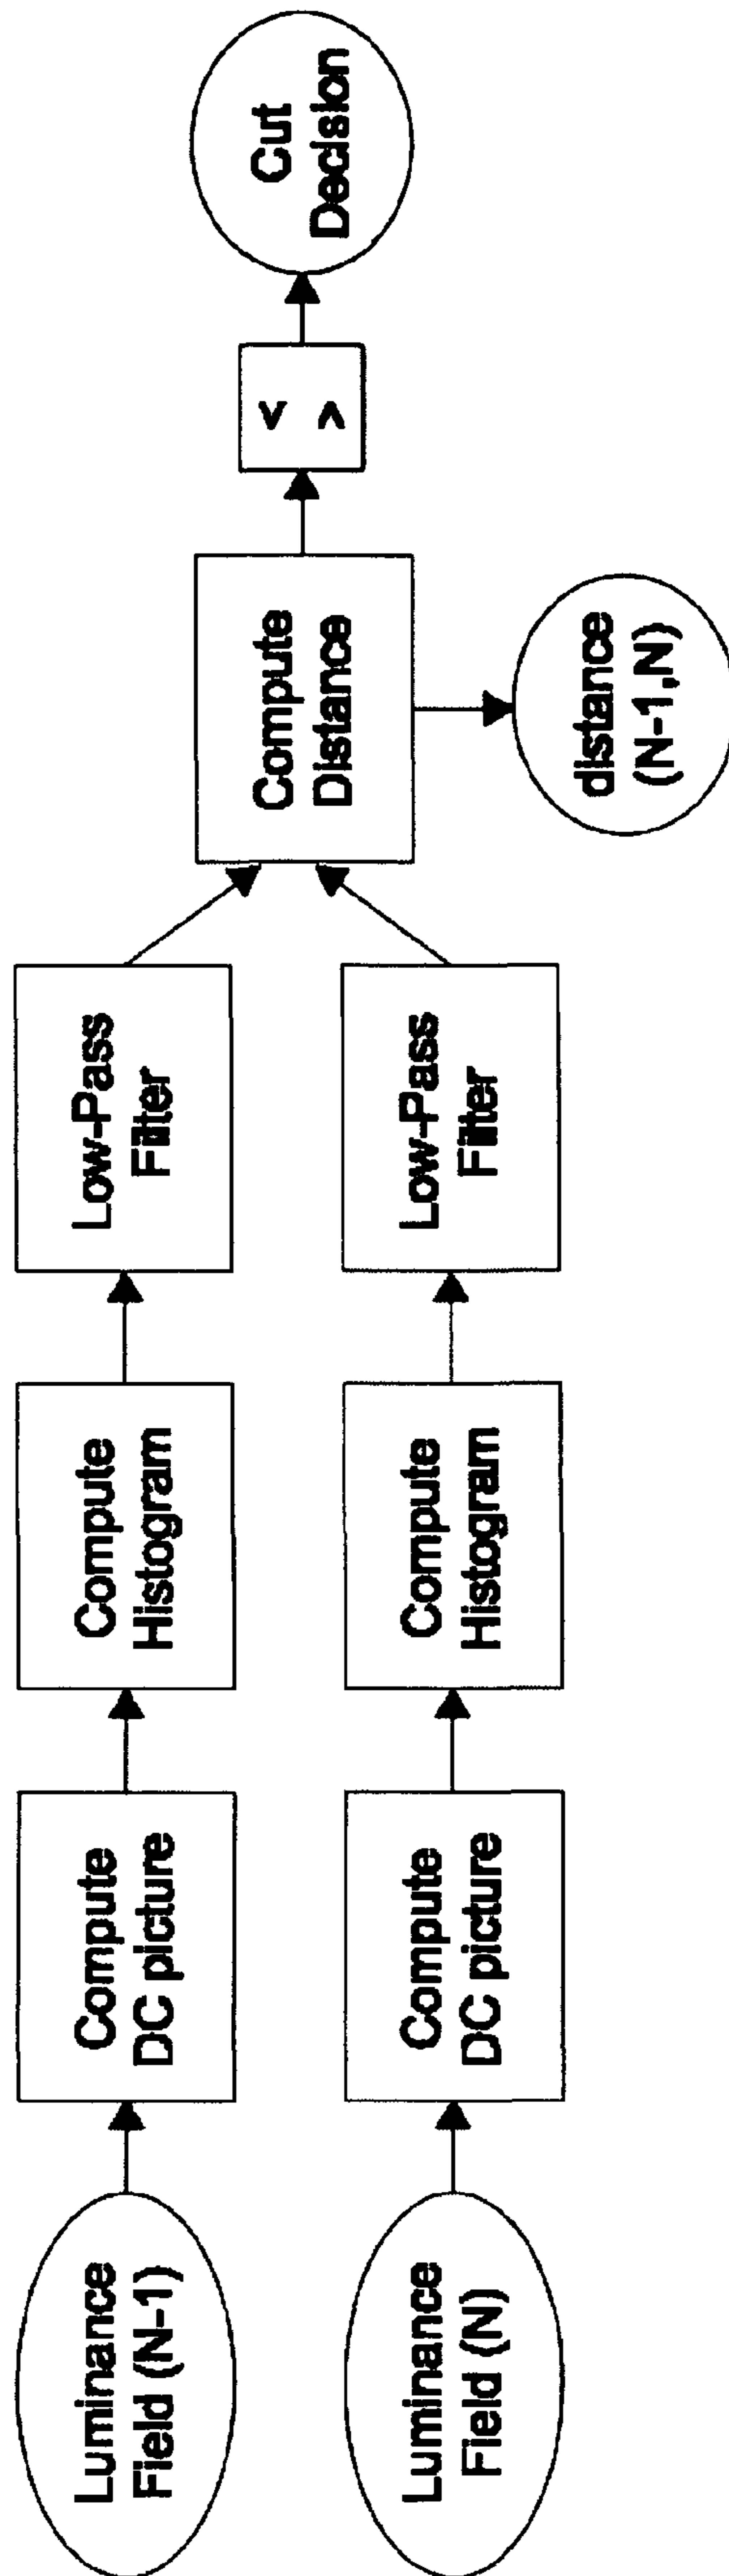 Luminance
Field (N-1)
Compute
DC picture
Compute
Histogram
Low-Pass
Filter
Luminance
Field (N)
Compute
DC picture
Compute
Histogram
Low-Pass
Filter
Compute
Distance
distance
(N-1,N)
<
>
Cut
Decision